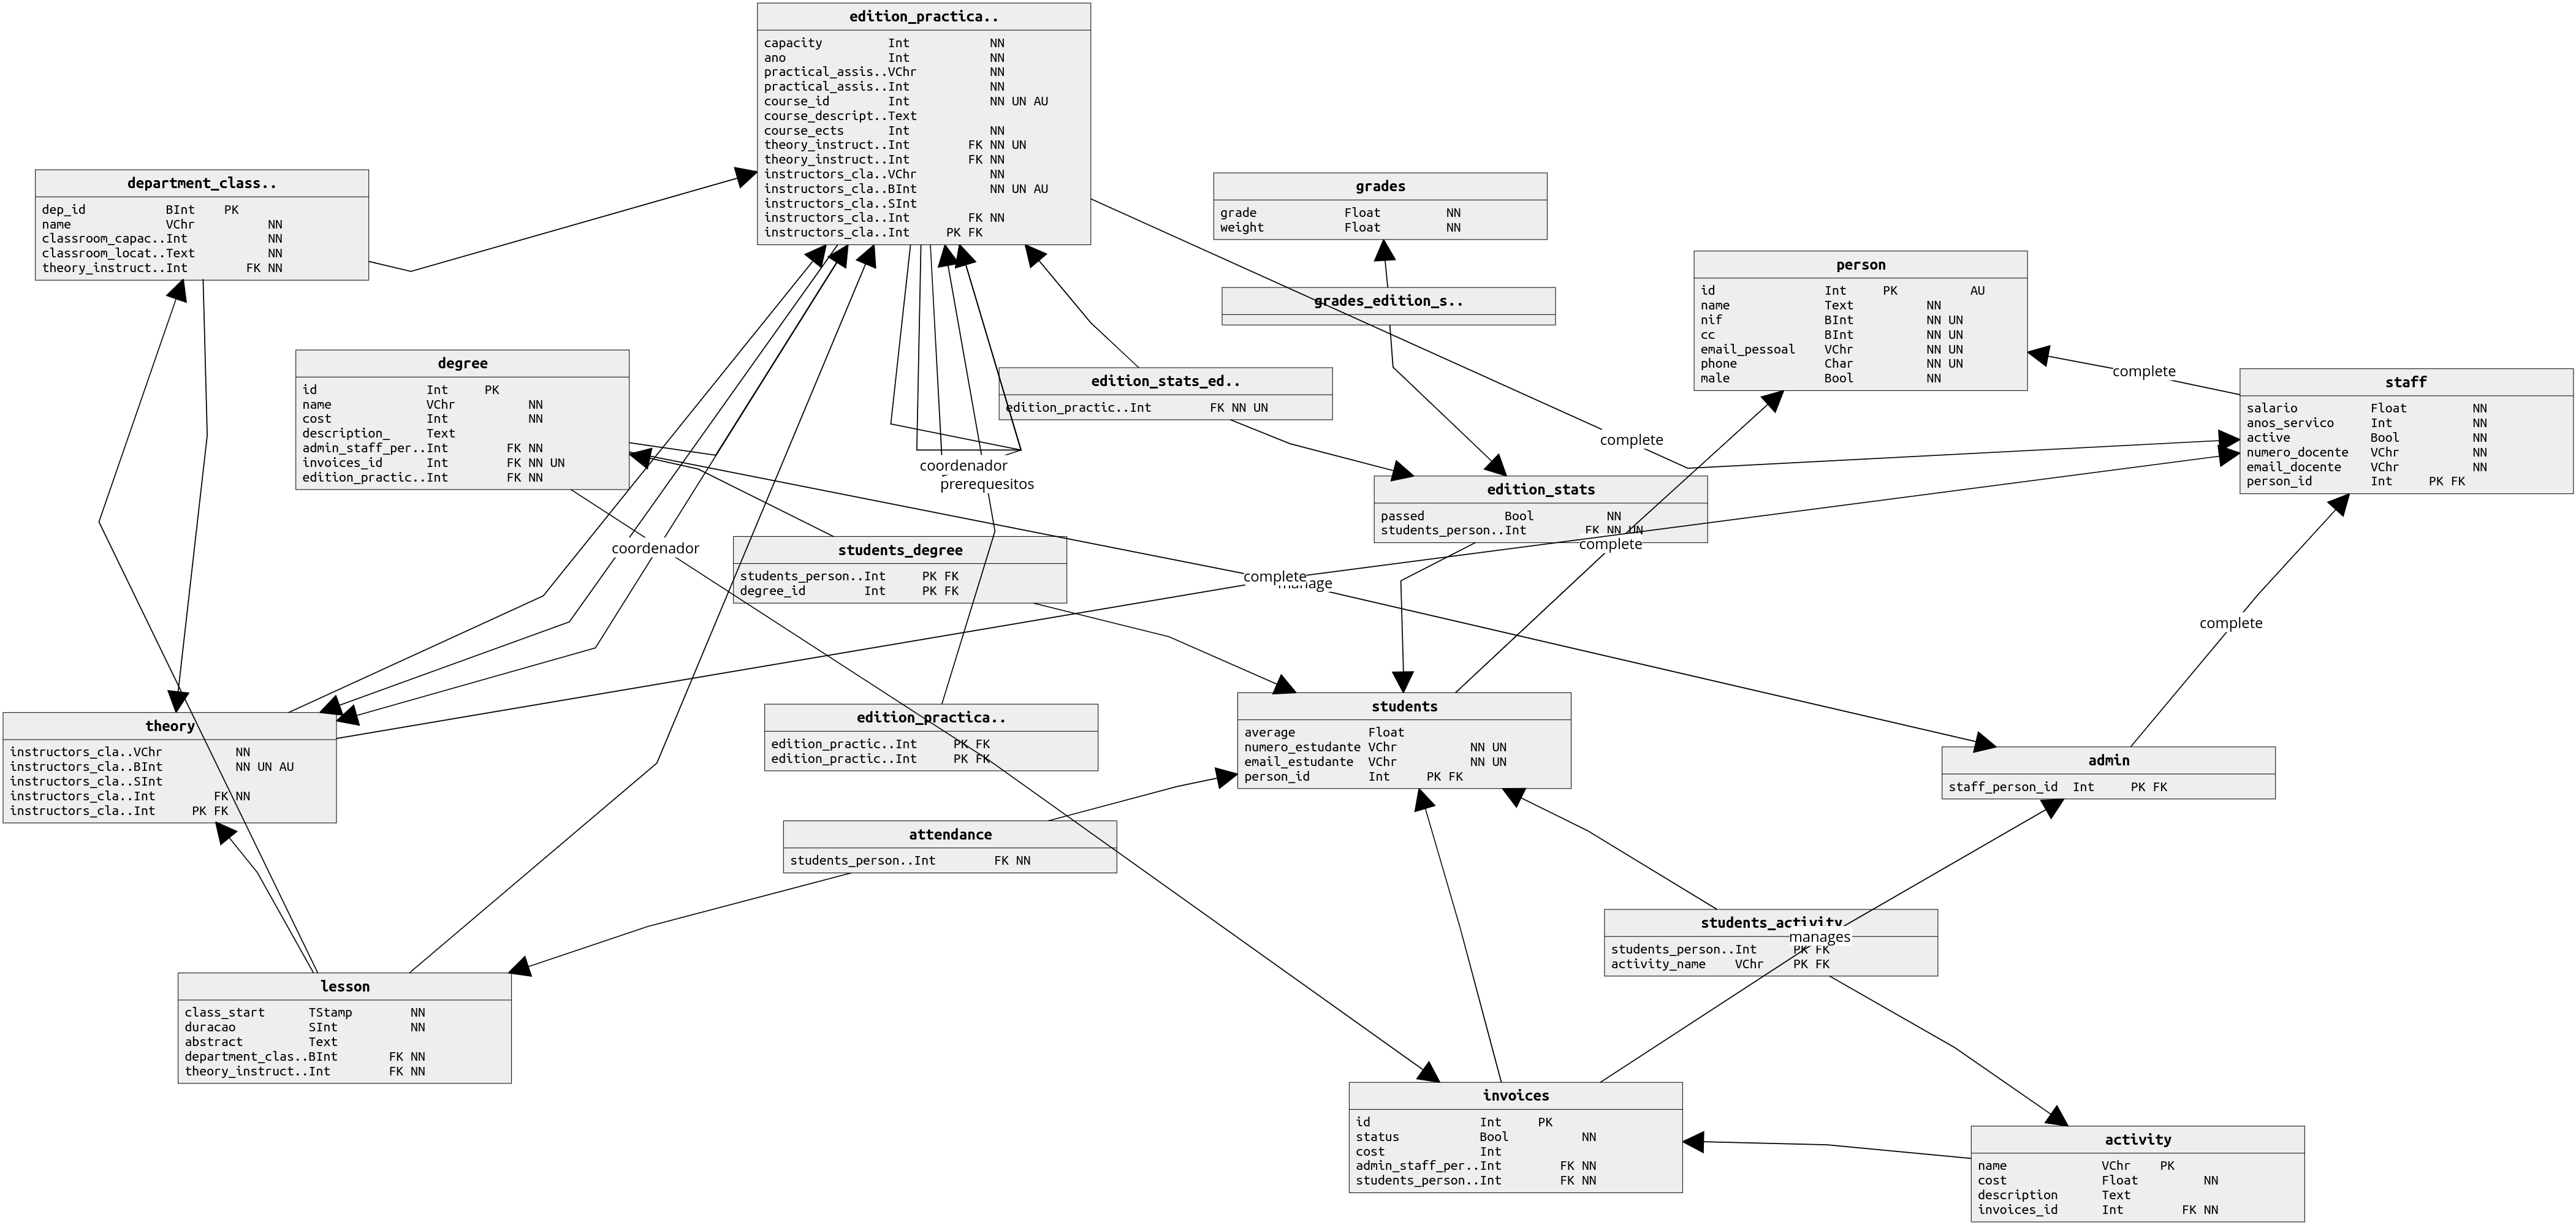 edition_practica..
capacity Int NN
ano Int NN
practical_assis..VChr NN
practical_assis..Int NN
course_id Int NN UN AU
course_descript..Text
course_ects Int NN
theory_instruct..Int FK NN UN
theory_instruct..Int FK NN
instructors_cla..VChr NN
instructors_cla..BInt NN UN AU
instructors_cla..SInt
instructors_cla..Int FK NN
instructors_cla..Int PK FK
department_class..
dep_id BInt PK
name VChr NN
classroom_capac..Int NN
classroom_locat..Text NN
theory_instruct..Int FK NN
grades
grade Float NN
weight Float NN
grades_edition_s..
person
id Int PK AU
name Text NN
nif BInt NN UN
cc BInt NN UN
email_pessoal VChr NN UN
phone Char NN UN
male Bool NN
complete
staff
salario Float NN
anos_servico Int NN
active Bool NN
numero_docente VChr NN
email_docente VChr NN
person_id Int PK FK
degree
id Int PK
name VChr NN
cost Int NN
description_ Text
admin_staff_per..Int FK NN
invoices_id Int FK NN UN
edition_practic..Int FK NN
edition_stats_ed..
edition_practic..Int FK NN UN
complete
coordenador
prerequesitos
edition_stats
passed Bool NN
students_person..Int FK NN UN
complete
coordenador
students_degree
students_person..Int PK FK
degree_id Int PK FK
complete
manage
complete
theory
instructors_cla..VChr NN
instructors_cla..BInt NN UN AU
instructors_cla..SInt
instructors_cla..Int FK NN
instructors_cla..Int PK FK
edition_practica..
edition_practic..Int PK FK
edition_practic..Int PK FK
students
average Float
numero_estudante VChr NN UN
email_estudante VChr NN UN
person_id Int PK FK
admin
staff_person_id Int PK FK
attendance
students_person..Int FK NN
students_activity
manages
students_person..Int PK FK
activity_name VChr PK FK
lesson
class_start TStamp NN
duracao SInt NN
abstract Text
department_clas..BInt FK NN
theory_instruct..Int FK NN
invoices
id Int PK
status Bool NN
cost Int
admin_staff_per..Int FK NN
students_person..Int FK NN
activity
name VChr PK
cost Float NN
description Text
invoices_id Int FK NN